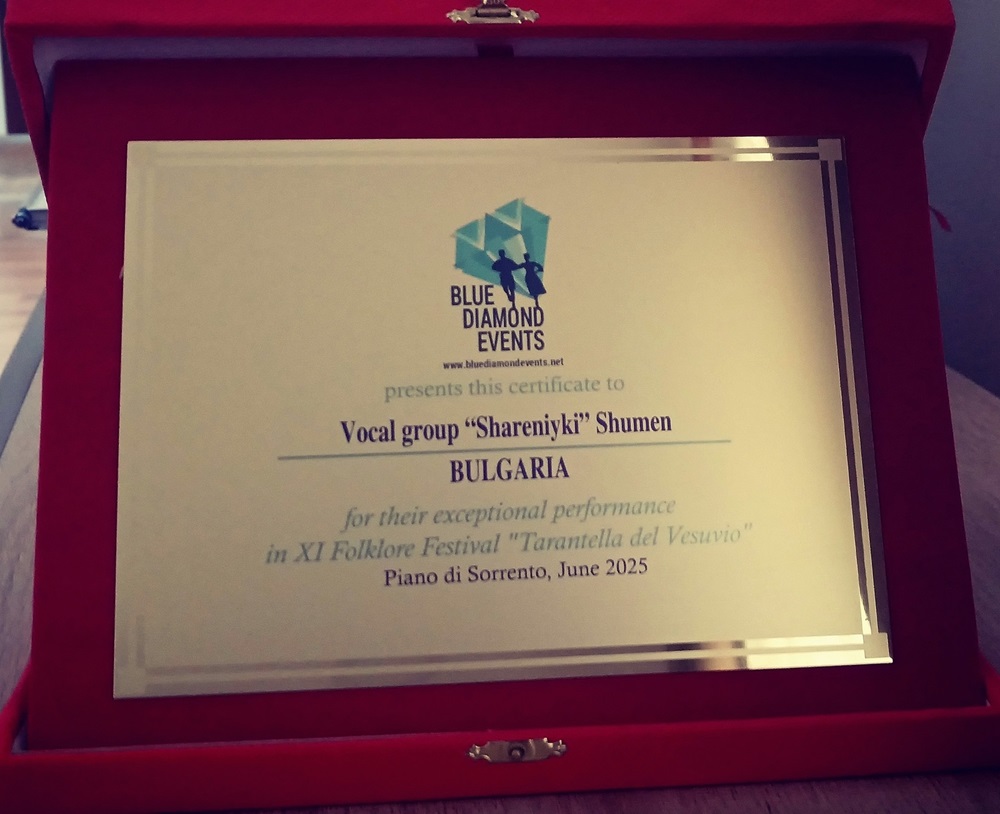 BLUE
DIAMOND
EVENTS
www.bluediamondevents.net
presents this certificate to
Vocal group “Shareniyki” Shumen
BULGARIA
for their exceptional performance
in XI Folklore Festival "Tarantella del Vesuvio"
Piano di Sorrento, June 2025